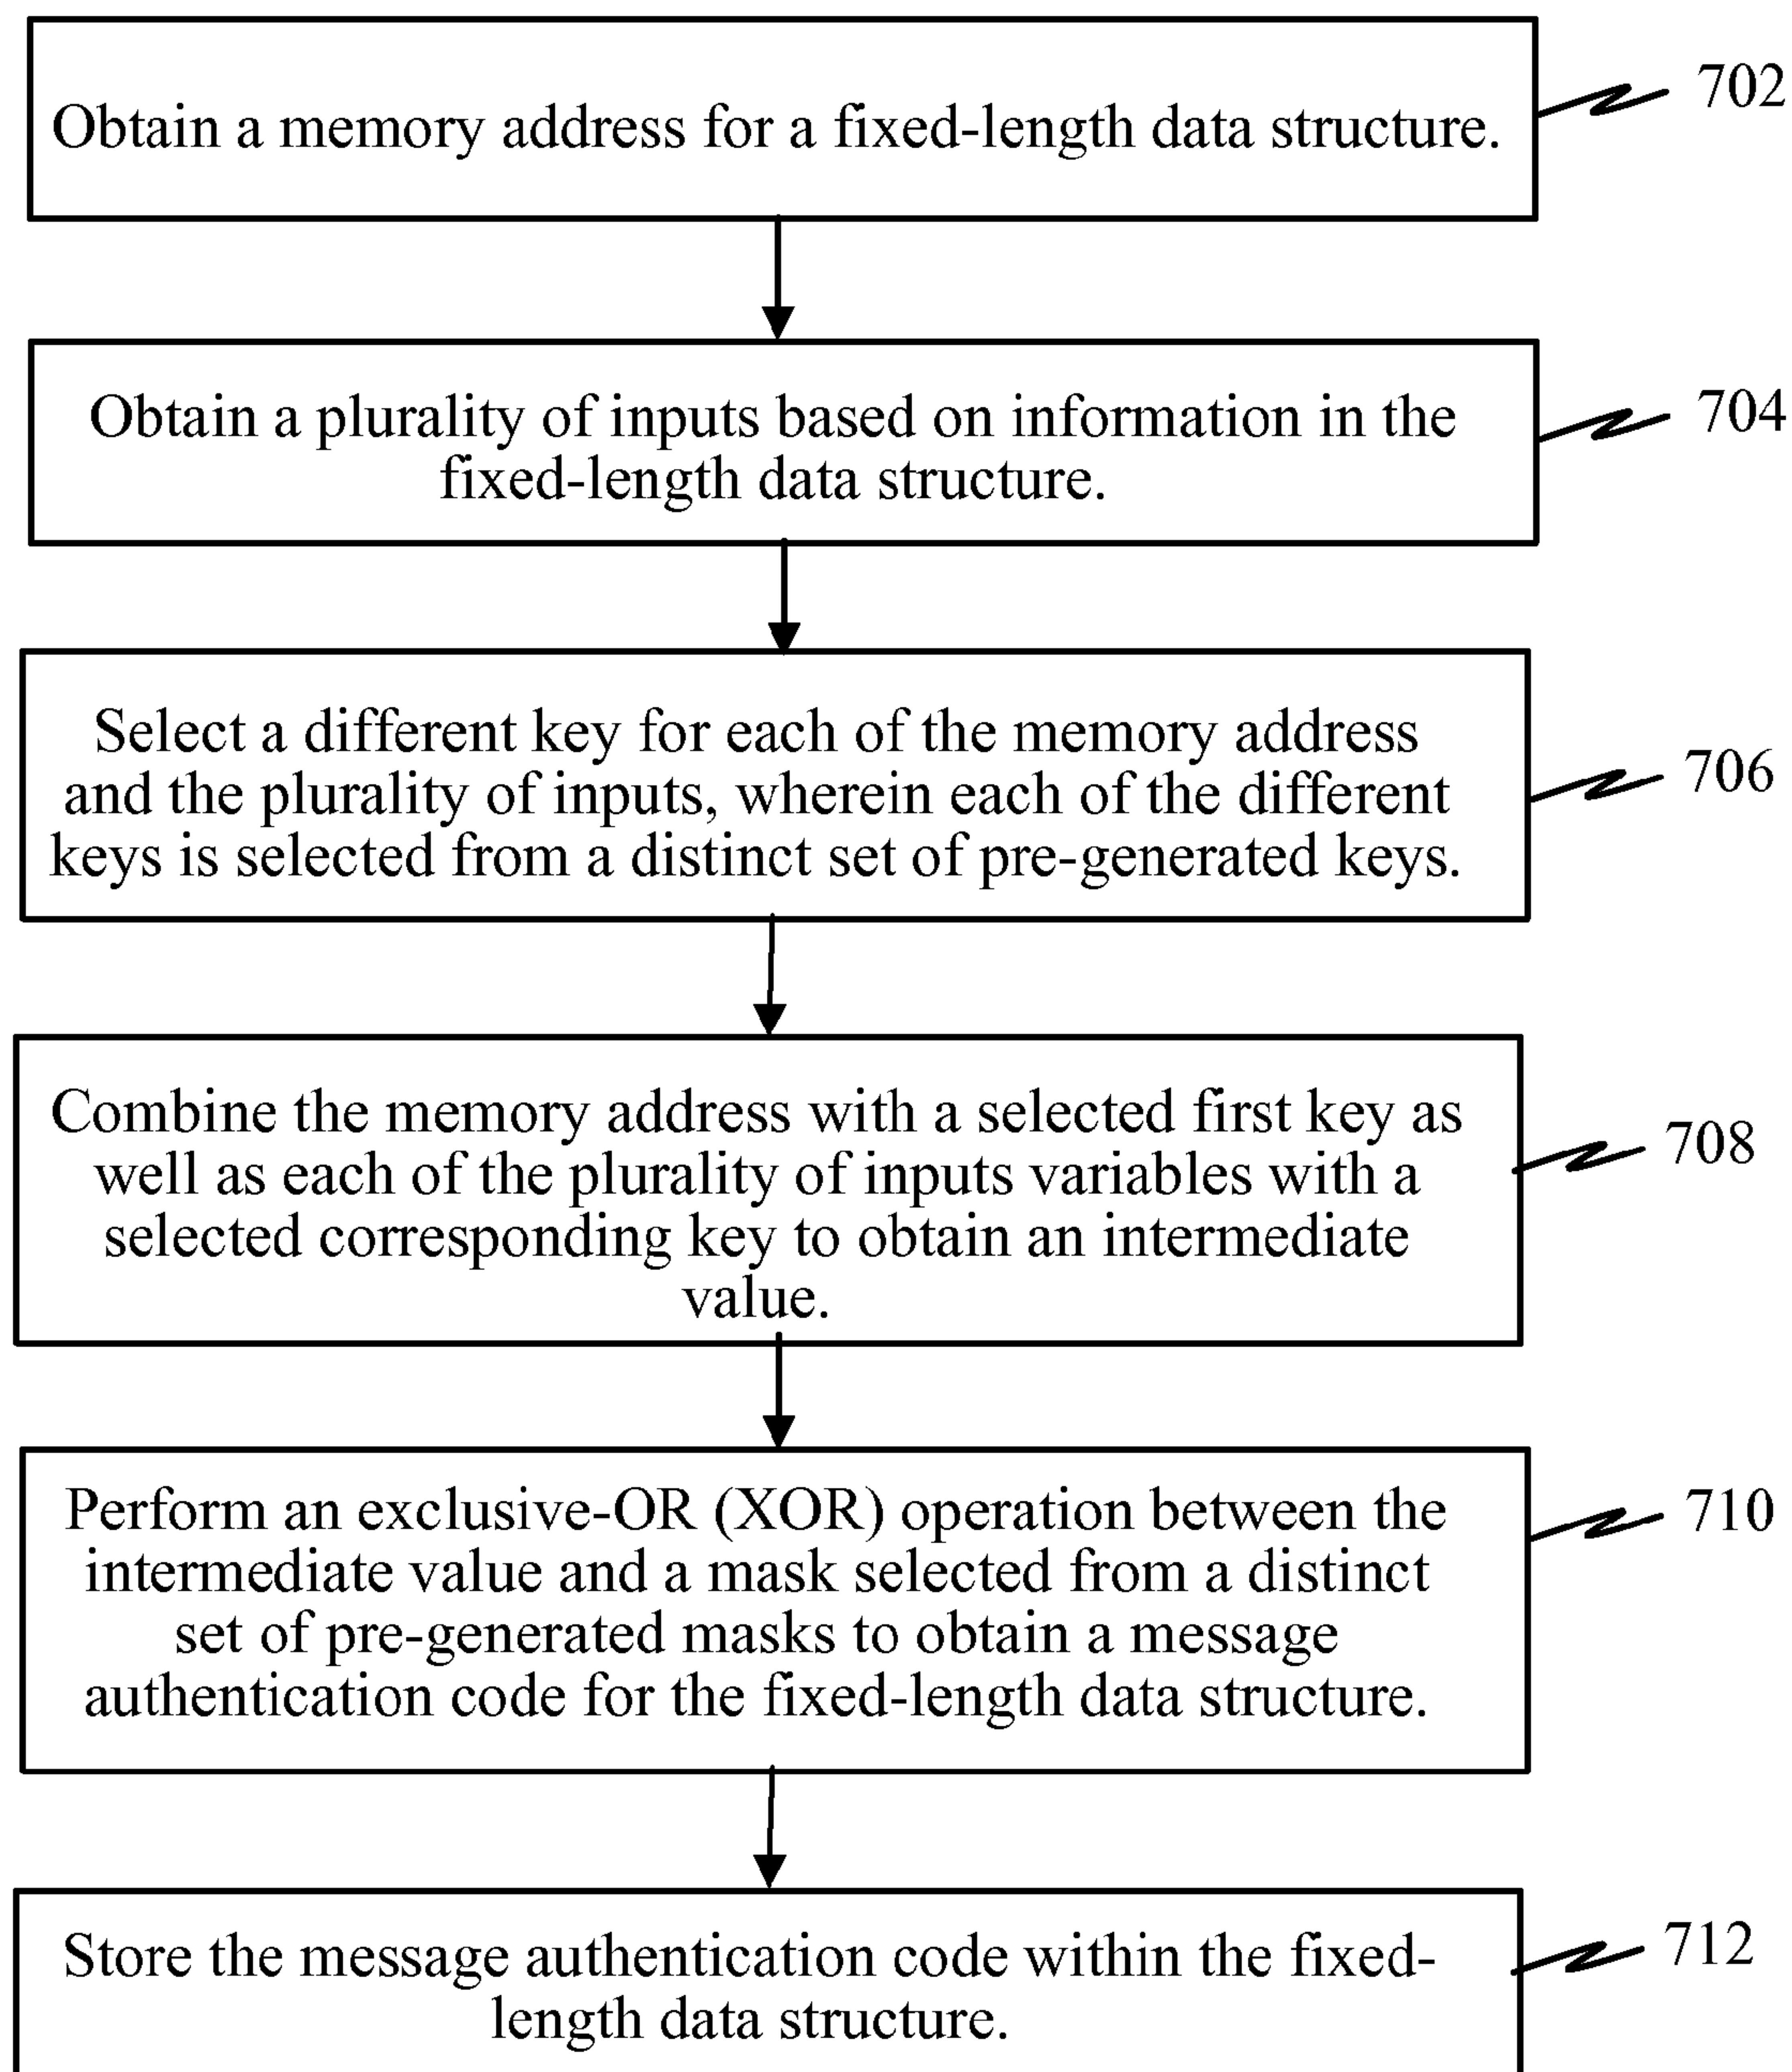 Obtain a memory address for a fixed-length data structure.
702
Obtain a plurality of inputs based on information in the
fixed-length data structure.
704
Select a different key for each of the memory address
and the plurality of inputs, wherein each of the different
keys is selected from a distinct set of pre-generated keys.
706
Combine the memory address with a selected first key as
well as each of the plurality of inputs variables with a
selected corresponding key to obtain an intermediate
value.
708
Perform an exclusive-OR (XOR) operation between the
intermediate value and a mask selected from a distinct
set of pre-generated masks to obtain a message
authentication code for the fixed-length data structure.
710
Store the message authentication code within the fixed-
length data structure.
712